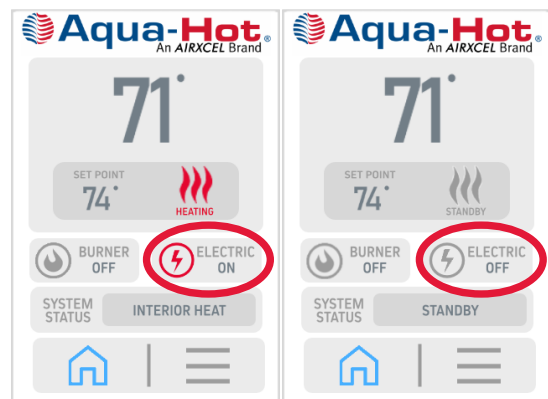 Aqua-Hot®
An AIRXCEL Brand
71°
SET POINT
74°
HEATING
BURNER
OFF
ELECTRIC
ON
SYSTEM
STATUS
INTERIOR HEAT
Aqua-Hot®
An AIRXCEL Brand
71°
SET POINT
74°
STANDBY
BURNER
OFF
ELECTRIC
OFF
SYSTEM
STATUS
STANDBY